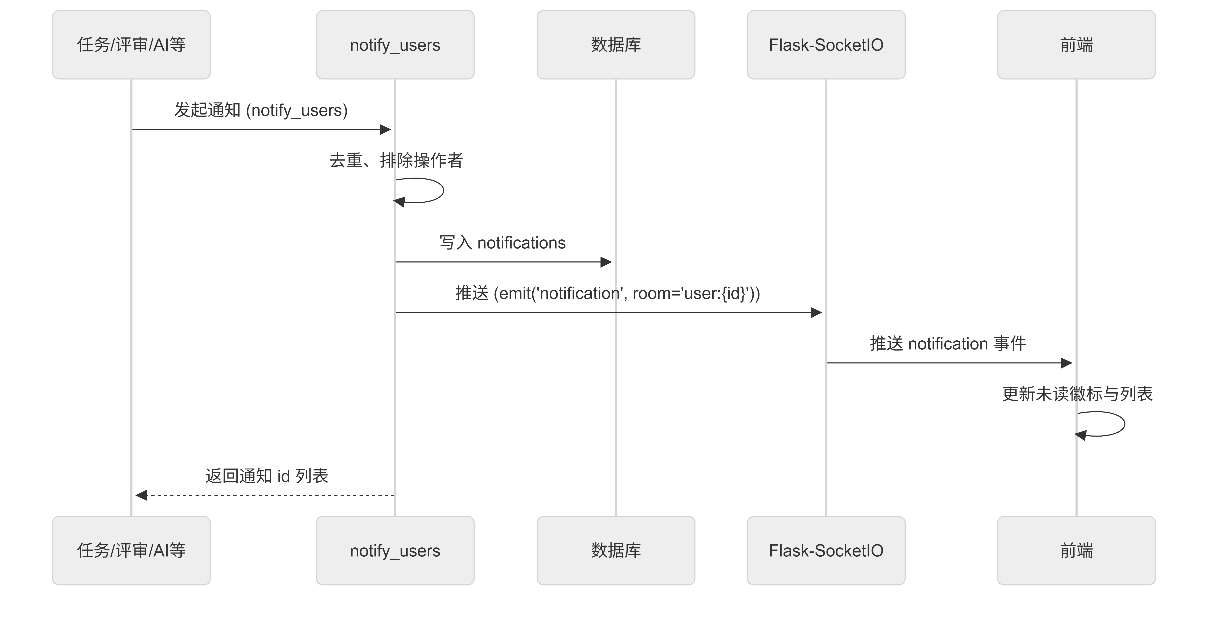 任务/评审/AI等
notify_users
数据库
Flask-SocketIO
前端
发起通知 (notify_users)
去重、排除操作者
写入 notifications
推送 (emit('notification', room='user:{id}'))
推送 notification 事件
更新未读徽标与列表
返回通知 id 列表
任务/评审/AI等
notify_users
数据库
Flask-SocketIO
前端